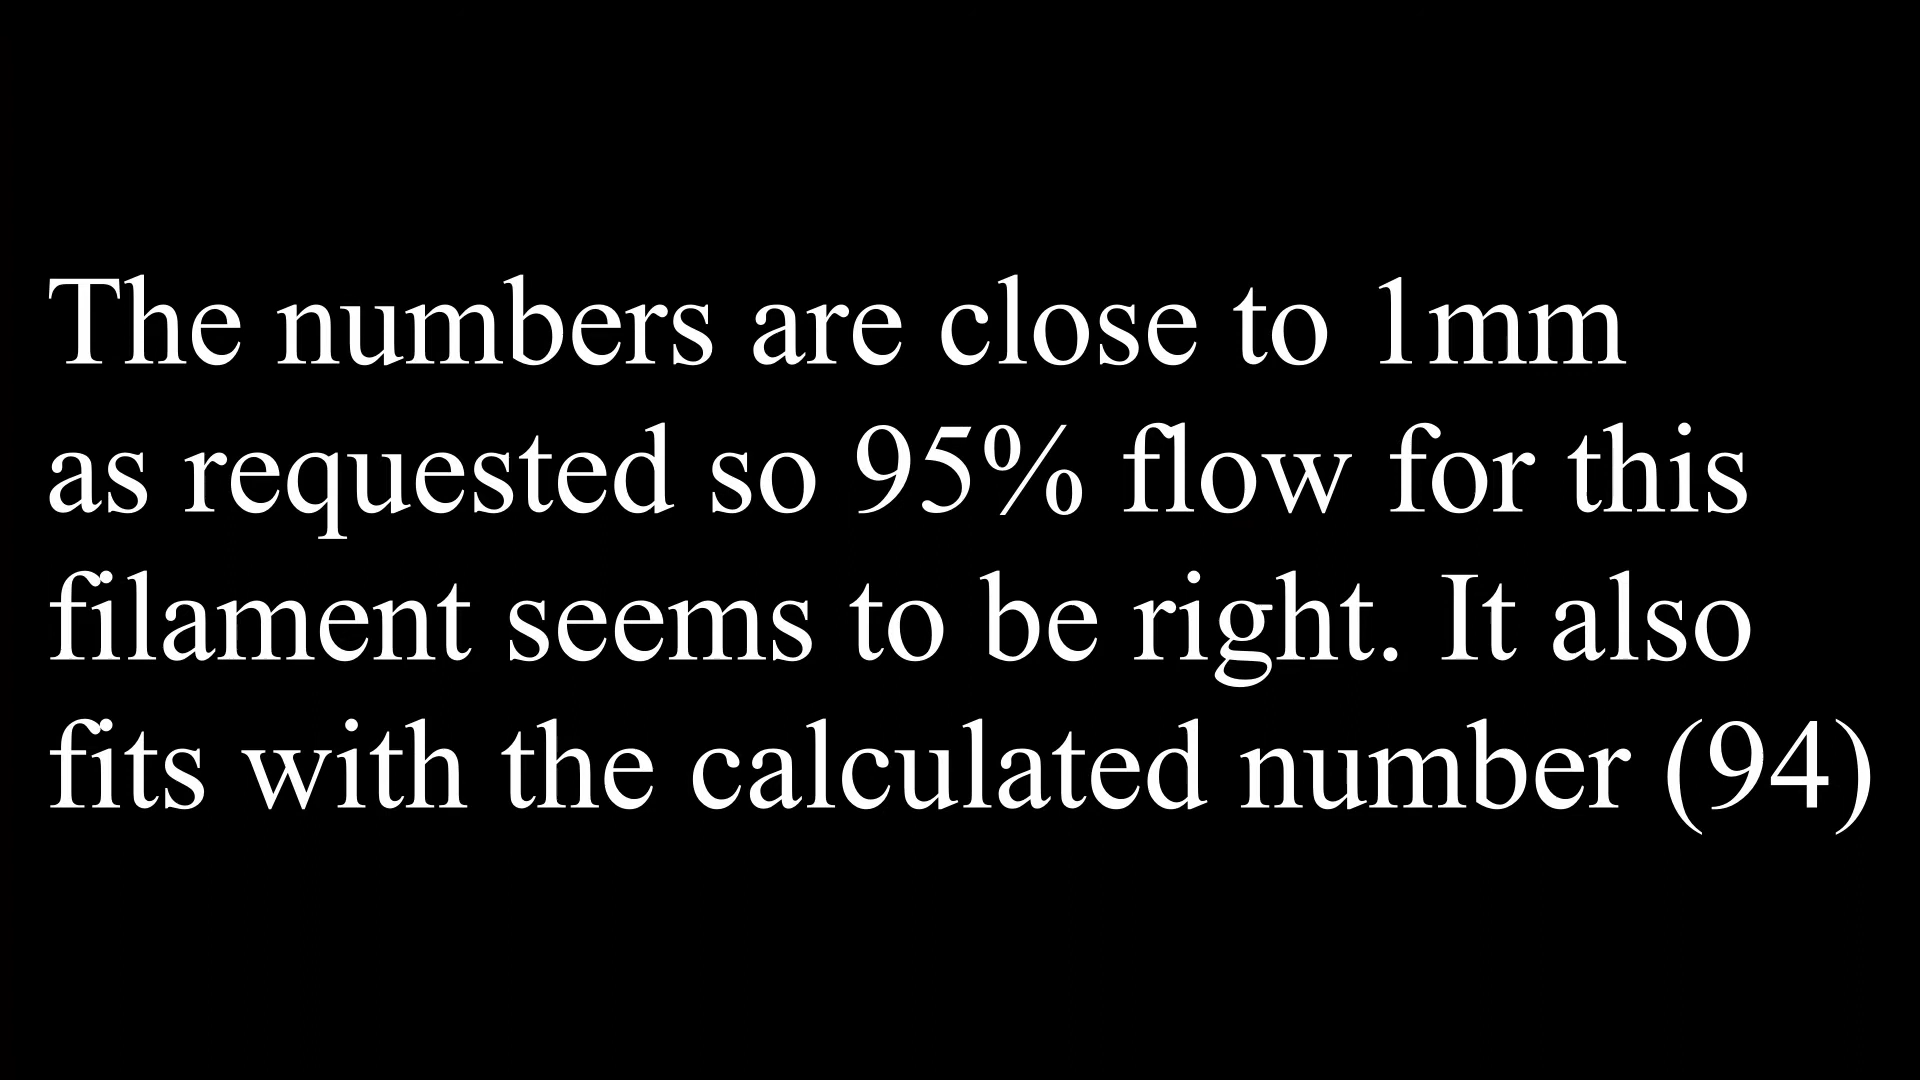 The numbers are close to 1mm
as requested so 95% flow for this
filament seems to be right. It also
fits with the calculated number (94)